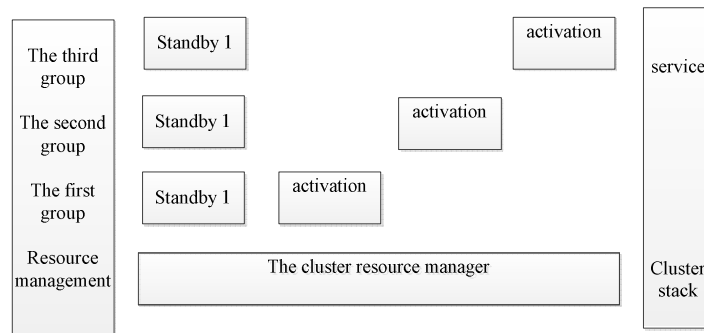 The third
group
The second
group
The first
group
Resource
management
Standby 1
activation
Standby 1
activation
Standby 1
activation
The cluster resource manager
service
Cluster
stack